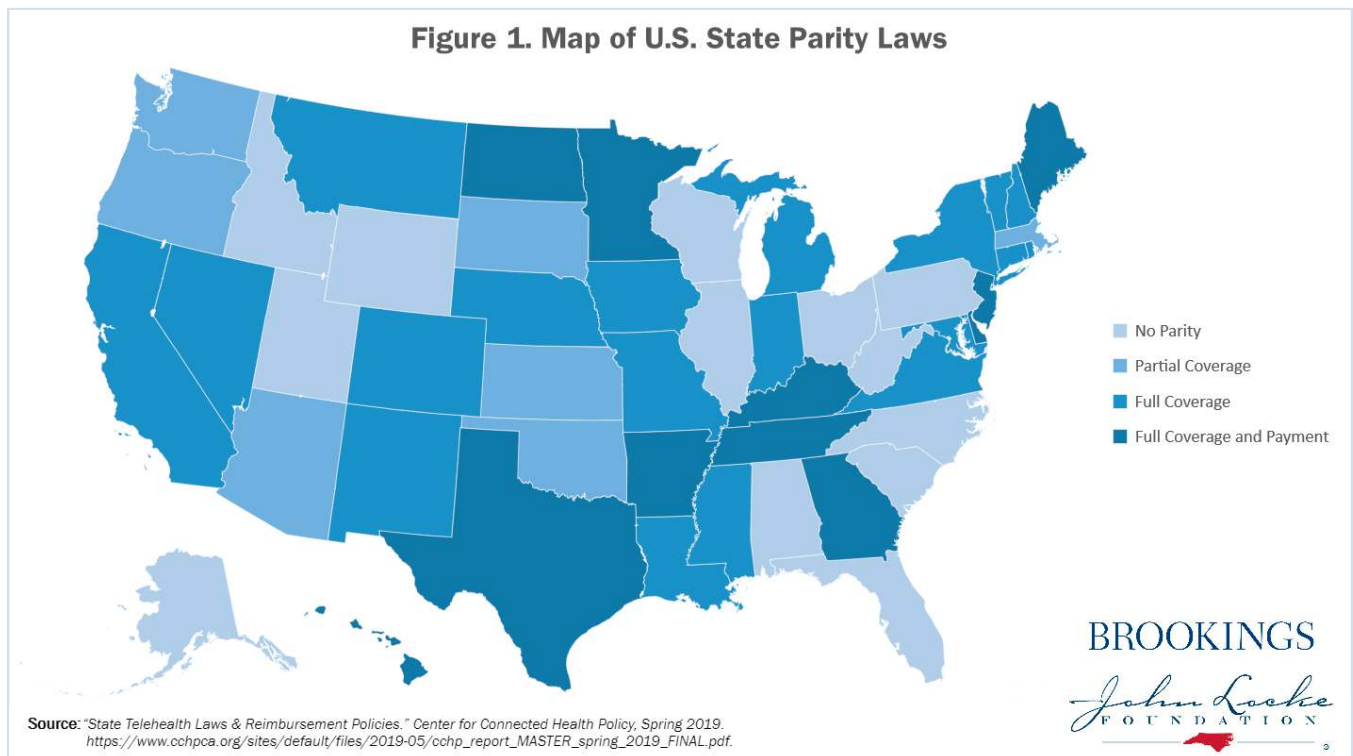 Figure 1. Map of U.S. State Parity Laws
No Parity
Partial Coverage
Full Coverage
Full Coverage and Payment
BROOKINGS
John Locke
FOUNDATION
Source: "State Telehealth Laws & Reimbursement Policies." Center for Connected Health Policy, Spring 2019.
https://www.cchpca.org/sites/default/files/2019-05/cchp_report_MASTER_spring_2019_FINAL.pdf.